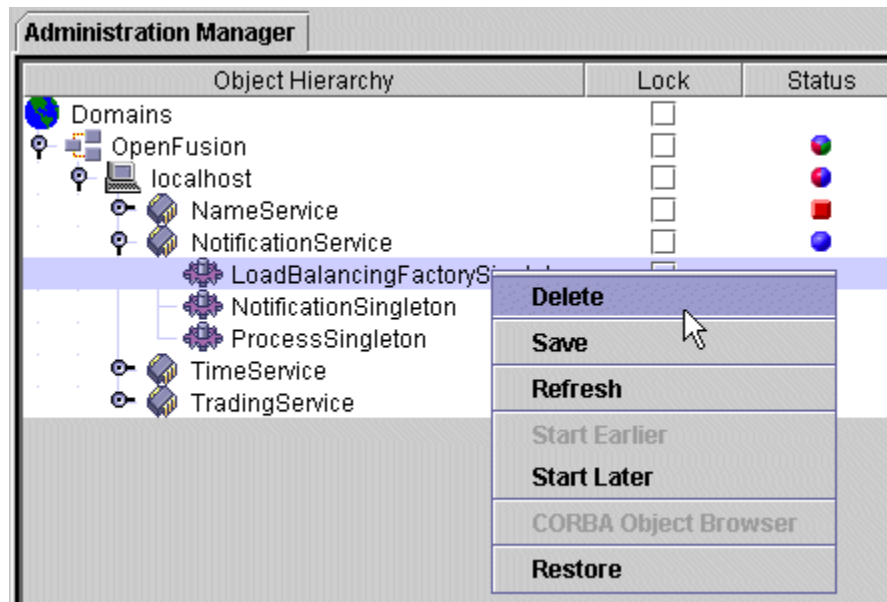 Administration Manager
Object Hierarchy Lock Status
Domains
OpenFusion
localhost
NameService
NotificationService
LoadBalancingFactory
NotificationSingleton
ProcessSingleton
TimeService
TradingService
Delete
Save
Refresh
Start Earlier
Start Later
CORBA Object Browser
Restore